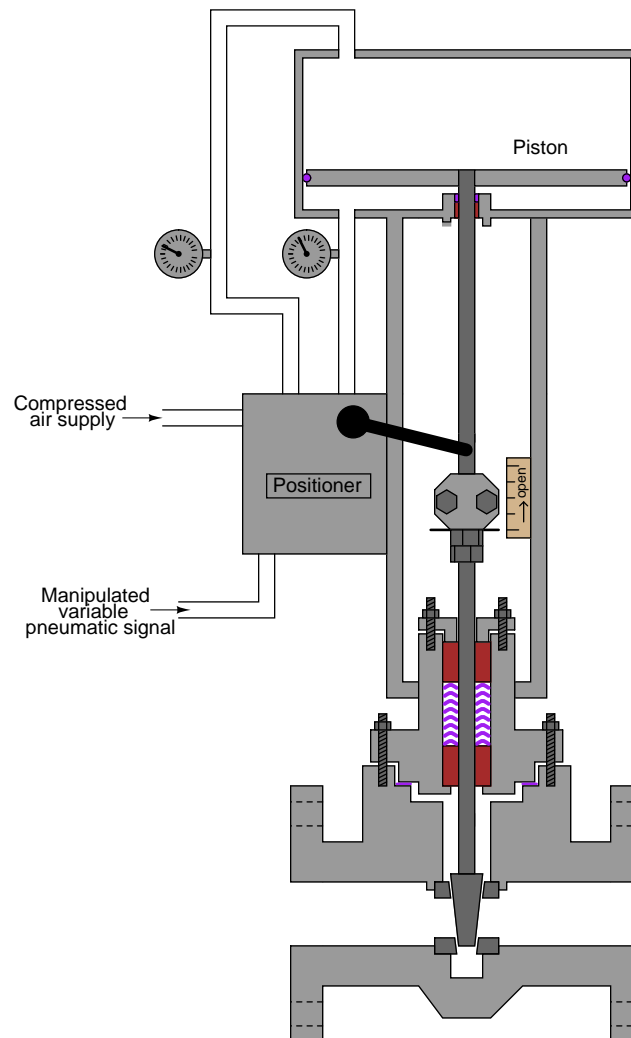 Piston
Compressed
air supply
Positioner
open
Manipulated
variable
pneumatic signal